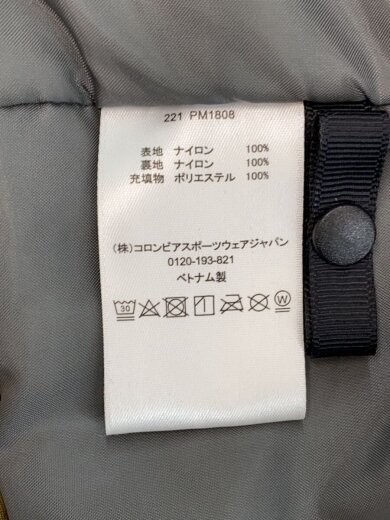 221 PM1808
表地 ナイロン 100%
裏地 ナイロン 100%
充填物 ポリエステル 100%
(株)コロンビアスポーツウェアジャパン
0120-193-821
ベトナム製
30 W